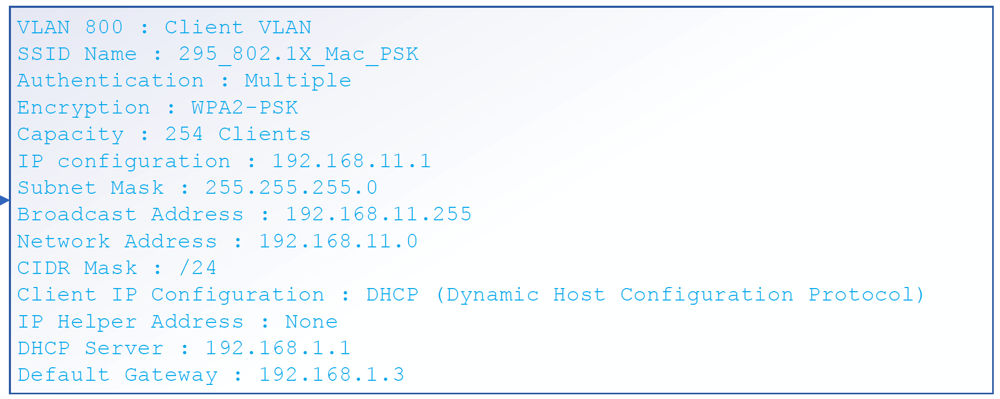 VLAN 800 : Client VLAN
SSID Name : 295_802.1X_Mac_PSK
Authentication : Multiple
Encryption : WPA2-PSK
Capacity : 254 Clients
IP configuration : 192.168.11.1
Subnet Mask : 255.255.255.0
Broadcast Address : 192.168.11.255
Network Address : 192.168.11.0
CIDR Mask : /24
Client IP Configuration : DHCP (Dynamic Host Configuration Protocol)
IP Helper Address : None
DHCP Server : 192.168.1.1
Default Gateway : 192.168.1.3